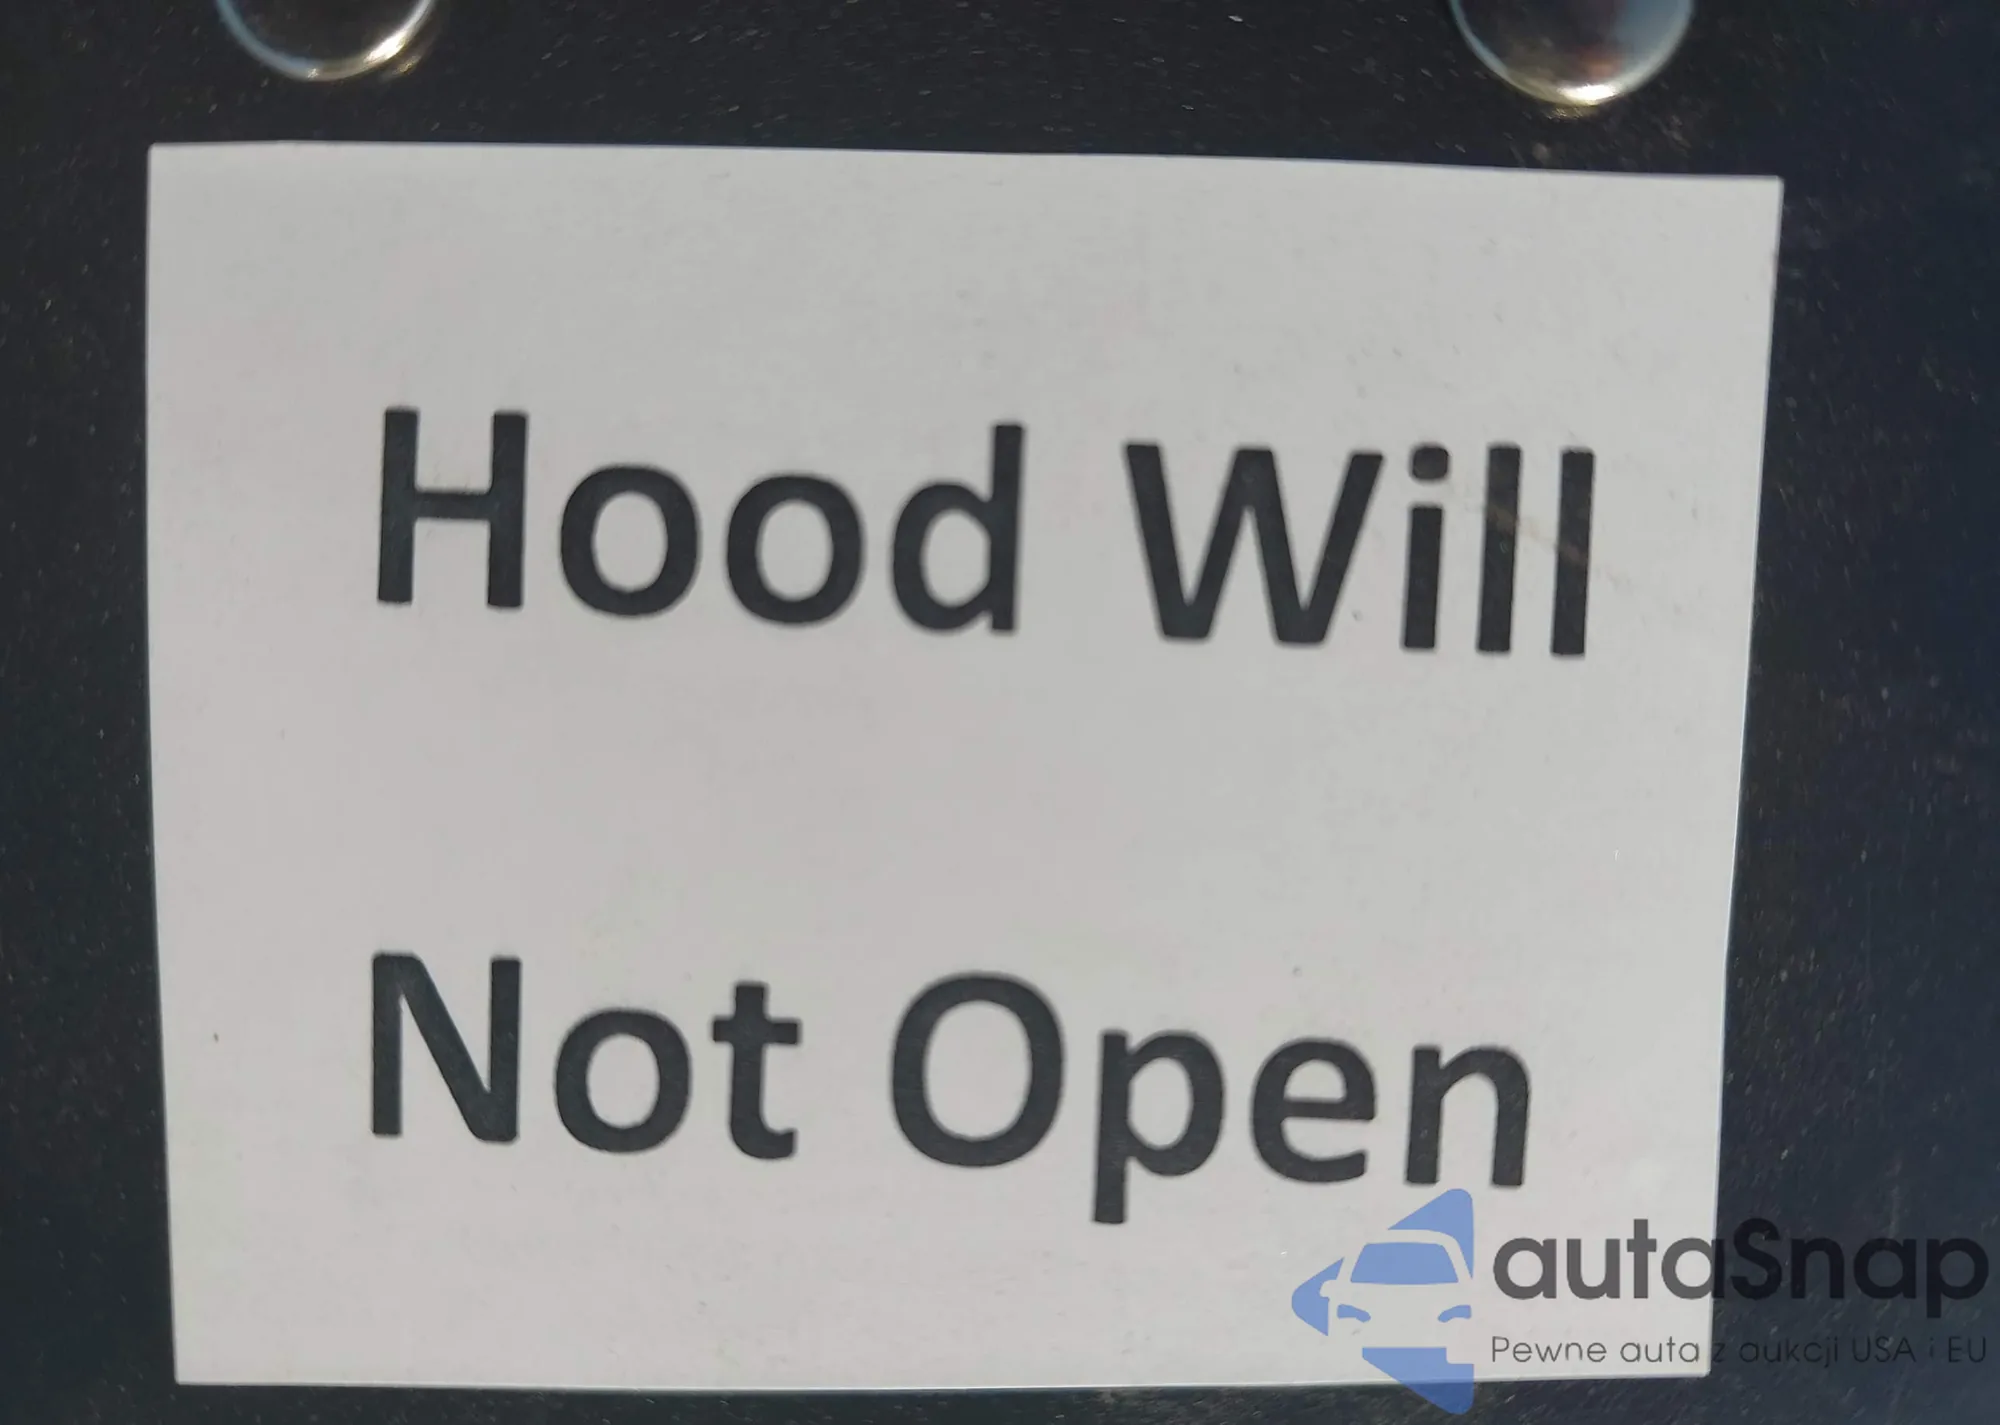 Hood Will
Not Open
autaSnap
Pewne auta z aukcji USA i EU